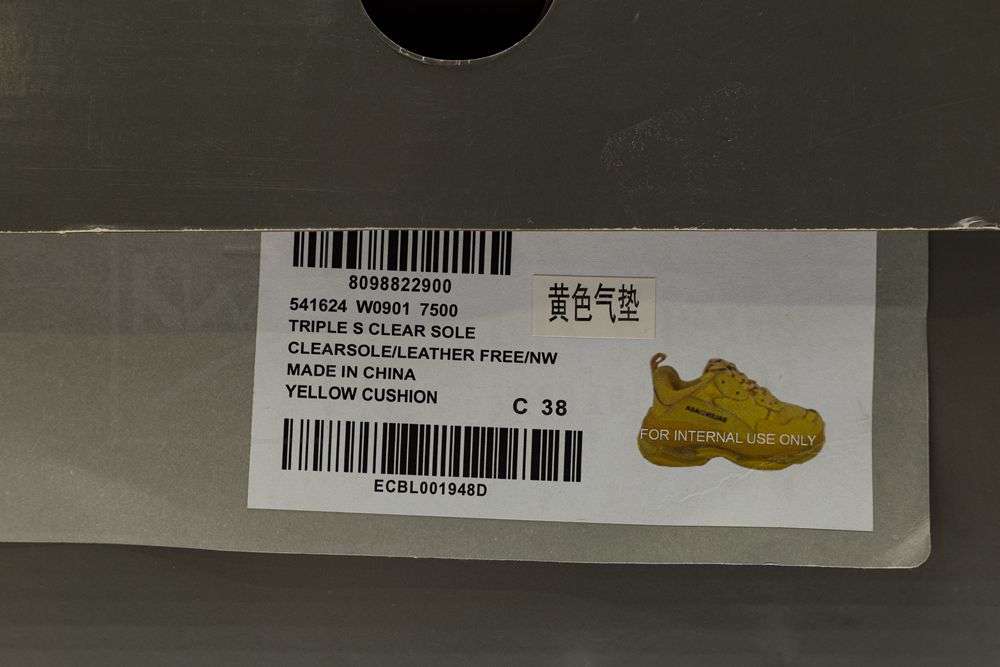 8098822900
541624 W0901 7500
TRIPLE S CLEAR SOLE
CLEARSOLE/LEATHER FREE/NW
MADE IN CHINA
YELLOW CUSHION
C 38
ECBL001948D
黄色气垫
FOR INTERNAL USE ONLY